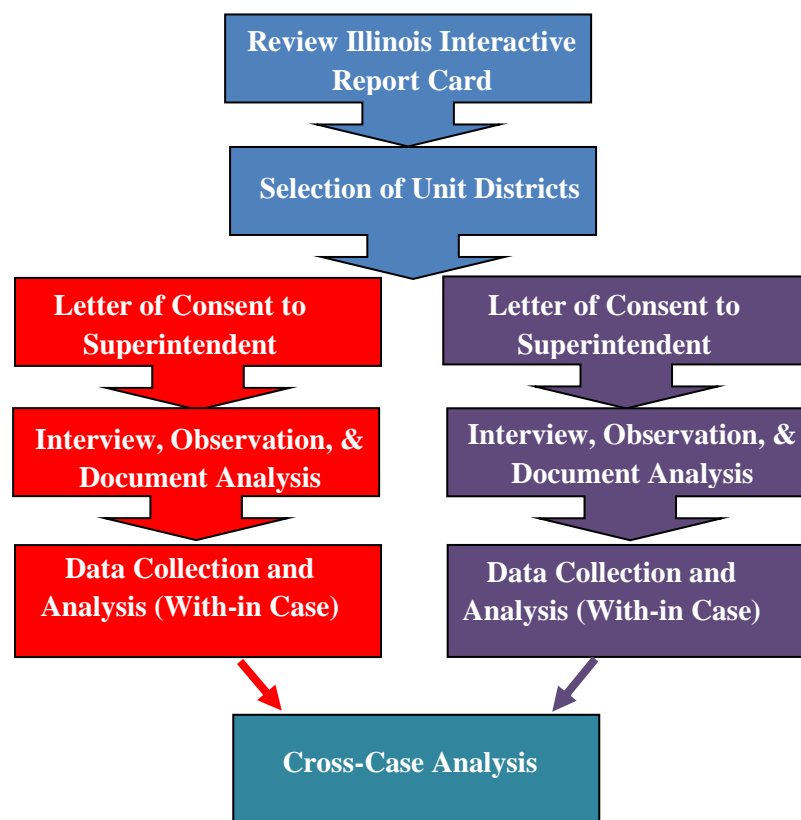 Review Illinois Interactive
Report Card
Selection of Unit Districts
Letter of Consent to
Superintendent
Letter of Consent to
Superintendent
Interview, Observation, &
Document Analysis
Interview, Observation, &
Document Analysis
Data Collection and
Analysis (With-in Case)
Data Collection and
Analysis (With-in Case)
Cross-Case Analysis